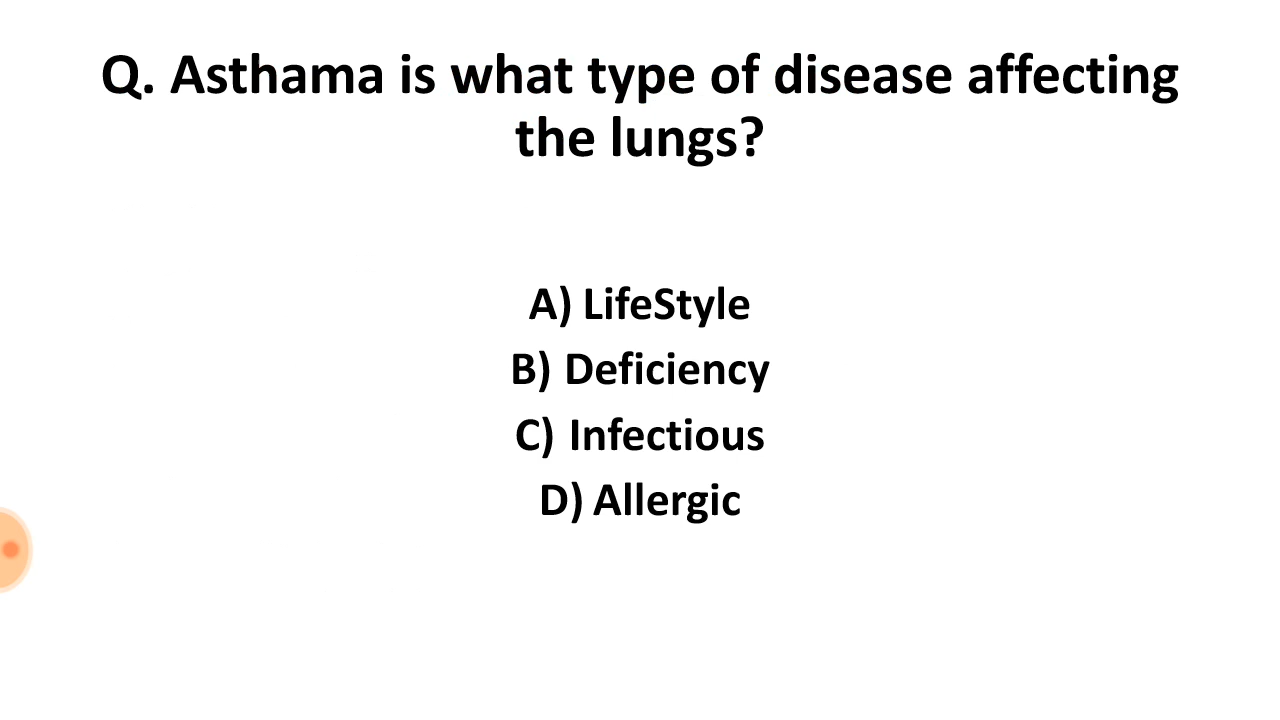 Q. Asthama is what type of disease affecting
the lungs?
A) LifeStyle
B) Deficiency
C) Infectious
D) Allergic